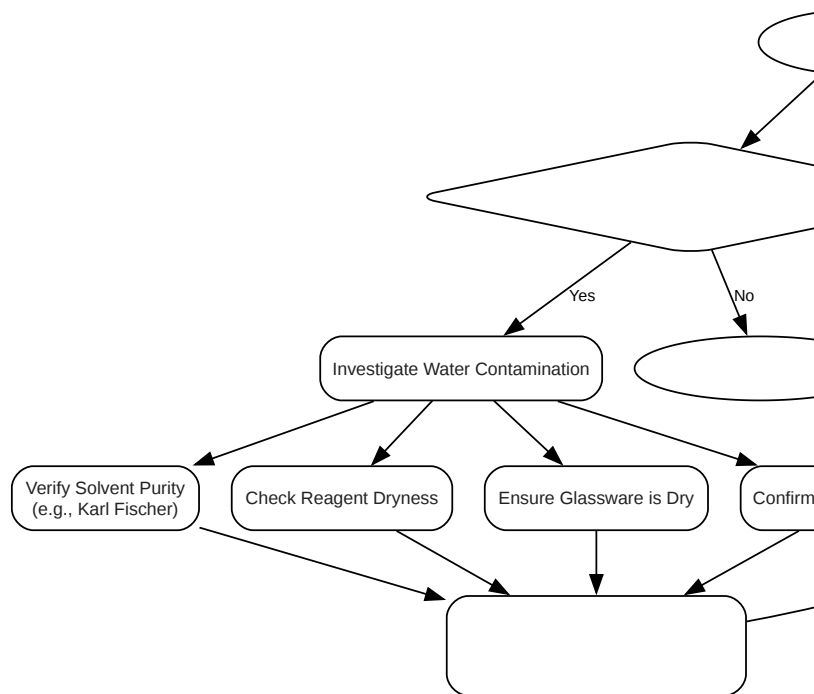 Yes
No
Investigate Water Contamination
Verify Solvent Purity
(e.g., Karl Fischer)
Check Reagent Dryness
Ensure Glassware is Dry
Confirm